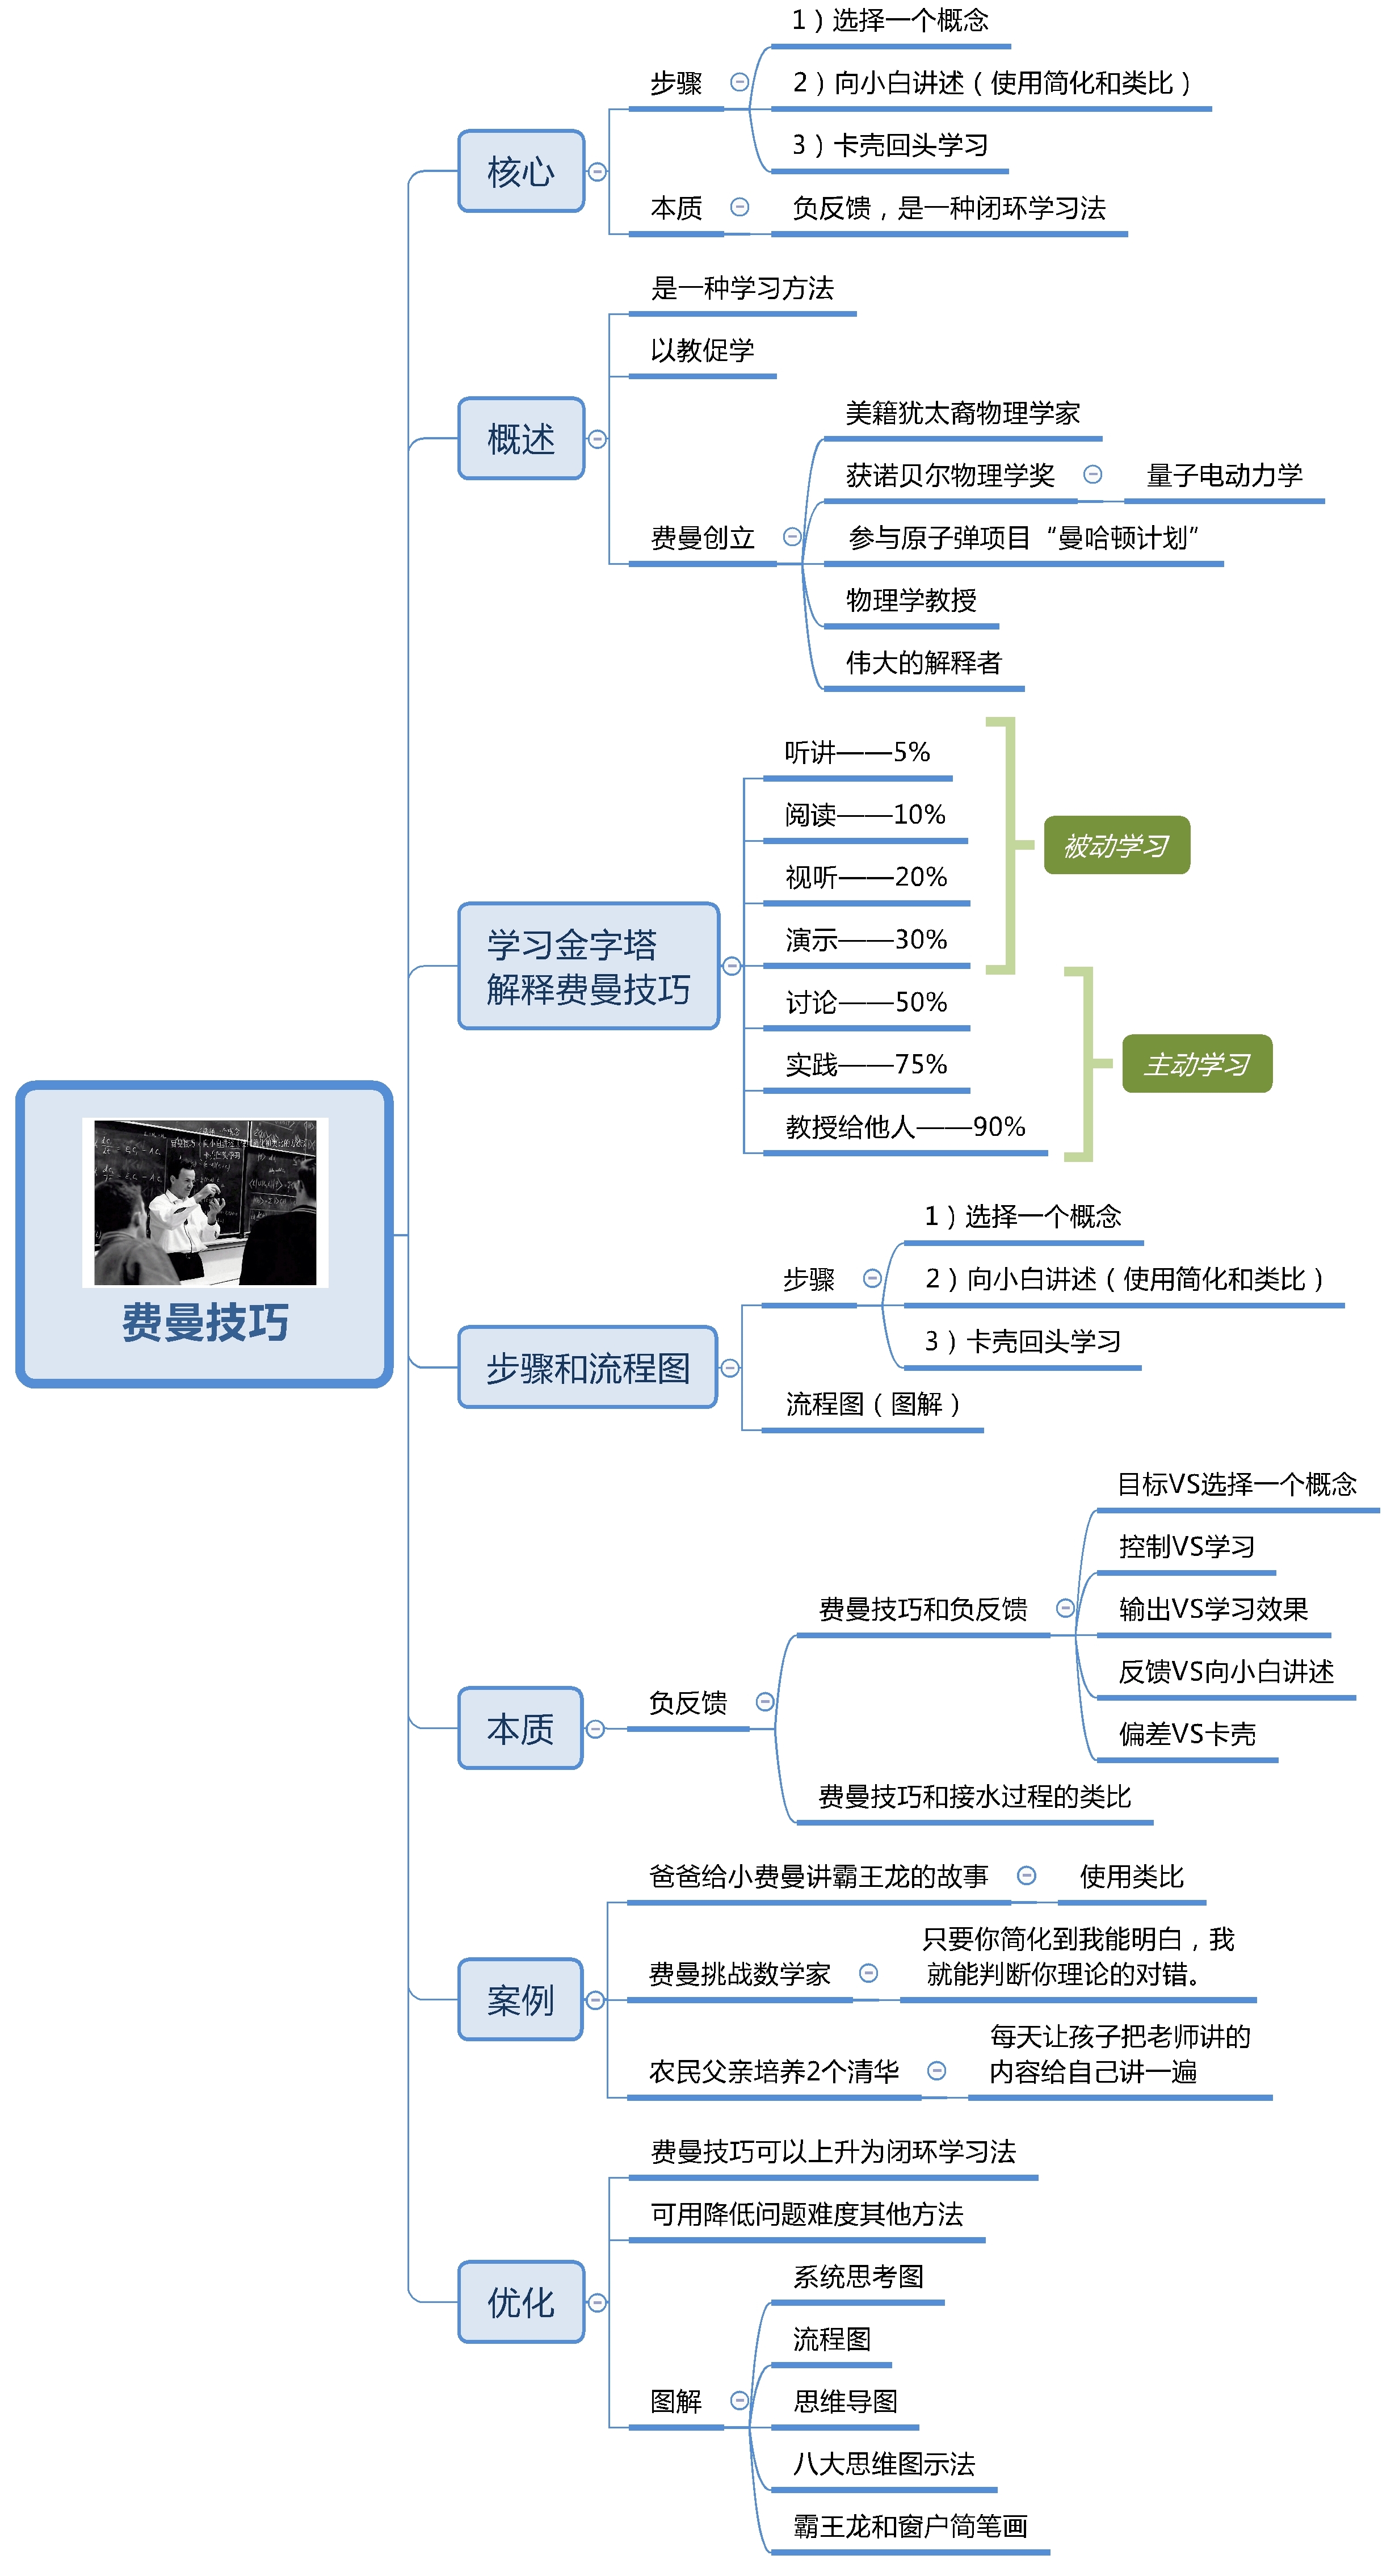 1）选择一个概念
步骤
2）向小白讲述（使用简化和类比）
3）卡壳回头学习
核心
本质
负反馈，是一种闭环学习法
是一种学习方法
以教促学
概述
美籍犹太裔物理学家
获诺贝尔物理学奖
量子电动力学
费曼创立
参与原子弹项目“曼哈顿计划”
物理学教授
伟大的解释者
听讲——5%
阅读——10%
视听——20%
演示——30%
被动学习
学习金字塔
解释费曼技巧
讨论——50%
实践——75%
教授给他人——90%
主动学习
费曼技巧
1）选择一个概念
步骤
2）向小白讲述（使用简化和类比）
3）卡壳回头学习
步骤和流程图
流程图（图解）
目标VS选择一个概念
控制VS学习
费曼技巧和负反馈
输出VS学习效果
反馈VS向小白讲述
偏差VS卡壳
本质
负反馈
费曼技巧和接水过程的类比
爸爸给小费曼讲霸王龙的故事
使用类比
案例
费曼挑战数学家
只要你简化到我能明白，我
就能判断你理论的对错。
农民父亲培养2个清华
每天让孩子把老师讲的
内容给自己讲一遍
费曼技巧可以上升为闭环学习法
可用降低问题难度其他方法
优化
系统思考图
流程图
图解
思维导图
八大思维图示法
霸王龙和窗户简笔画